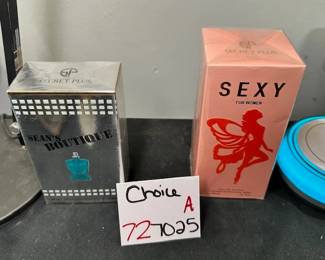 SECRET PLUS
SEAN'S
BOUTIQUE
SECRET PLUS
SEXY
FOR WOMEN
Choice
A
727025